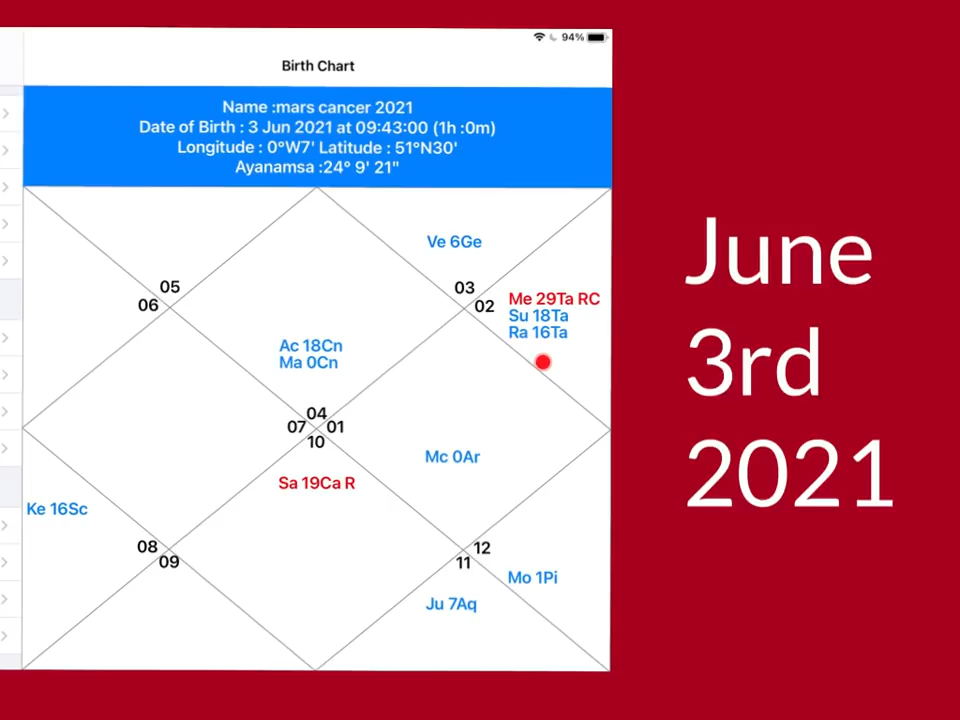 94%
Birth Chart
Name :mars cancer 2021
Date of Birth : 3 Jun 2021 at 09:43:00 (1h :0m)
Longitude : 0°W7' Latitude : 51°N30'
Ayanamsa :24° 9' 21"
Ve 6Ge
05
03
06
02
Me 29Ta RC
Su 18Ta
Ra 16Ta
Ac 18Cn
Ma 0Cn
04
07
01
10
Mc 0Ar
Sa 19Ca R
Ke 16Sc
08
12
09
11
Mo 1Pi
Ju 7Aq
June
3rd
2021